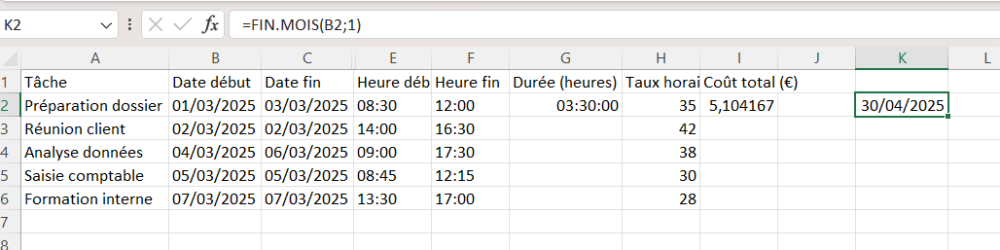 K2 fx =FIN.MOIS(B2;1)
A B C E F G H I J K L
1 Tâche Date début Date fin Heure déb Heure fin Durée (heures) Taux horai Coût total (€)
2 Préparation dossier 01/03/2025 03/03/2025 08:30 12:00 03:30:00 35 5,104167 30/04/2025
3 Réunion client 02/03/2025 02/03/2025 14:00 16:30 42
4 Analyse données 04/03/2025 06/03/2025 09:00 17:30 38
5 Saisie comptable 05/03/2025 05/03/2025 08:45 12:15 30
6 Formation interne 07/03/2025 07/03/2025 13:30 17:00 28
7
8